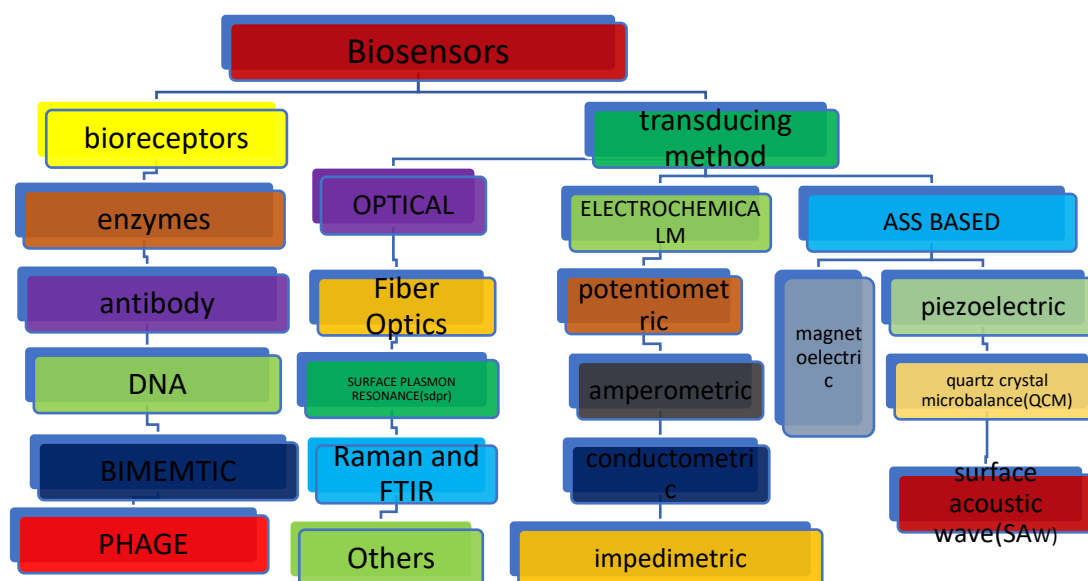 Biosensors
bioreceptors
transducing
method
enzymes
OPTICAL
ELECTROCHEMICA
LM
ASS BASED
antibody
Fiber
Optics
potentiomet
ric
magnet
oelectri
c
piezoelectric
DNA
SURFACE PLASMON
RESONANCE(sdpr)
amperometric
quartz crystal
microbalance(QCM)
BIMEMTIC
Raman and
FTIR
conductometri
c
surface
acoustic
wave(SAW)
PHAGE
Others
impedimetric